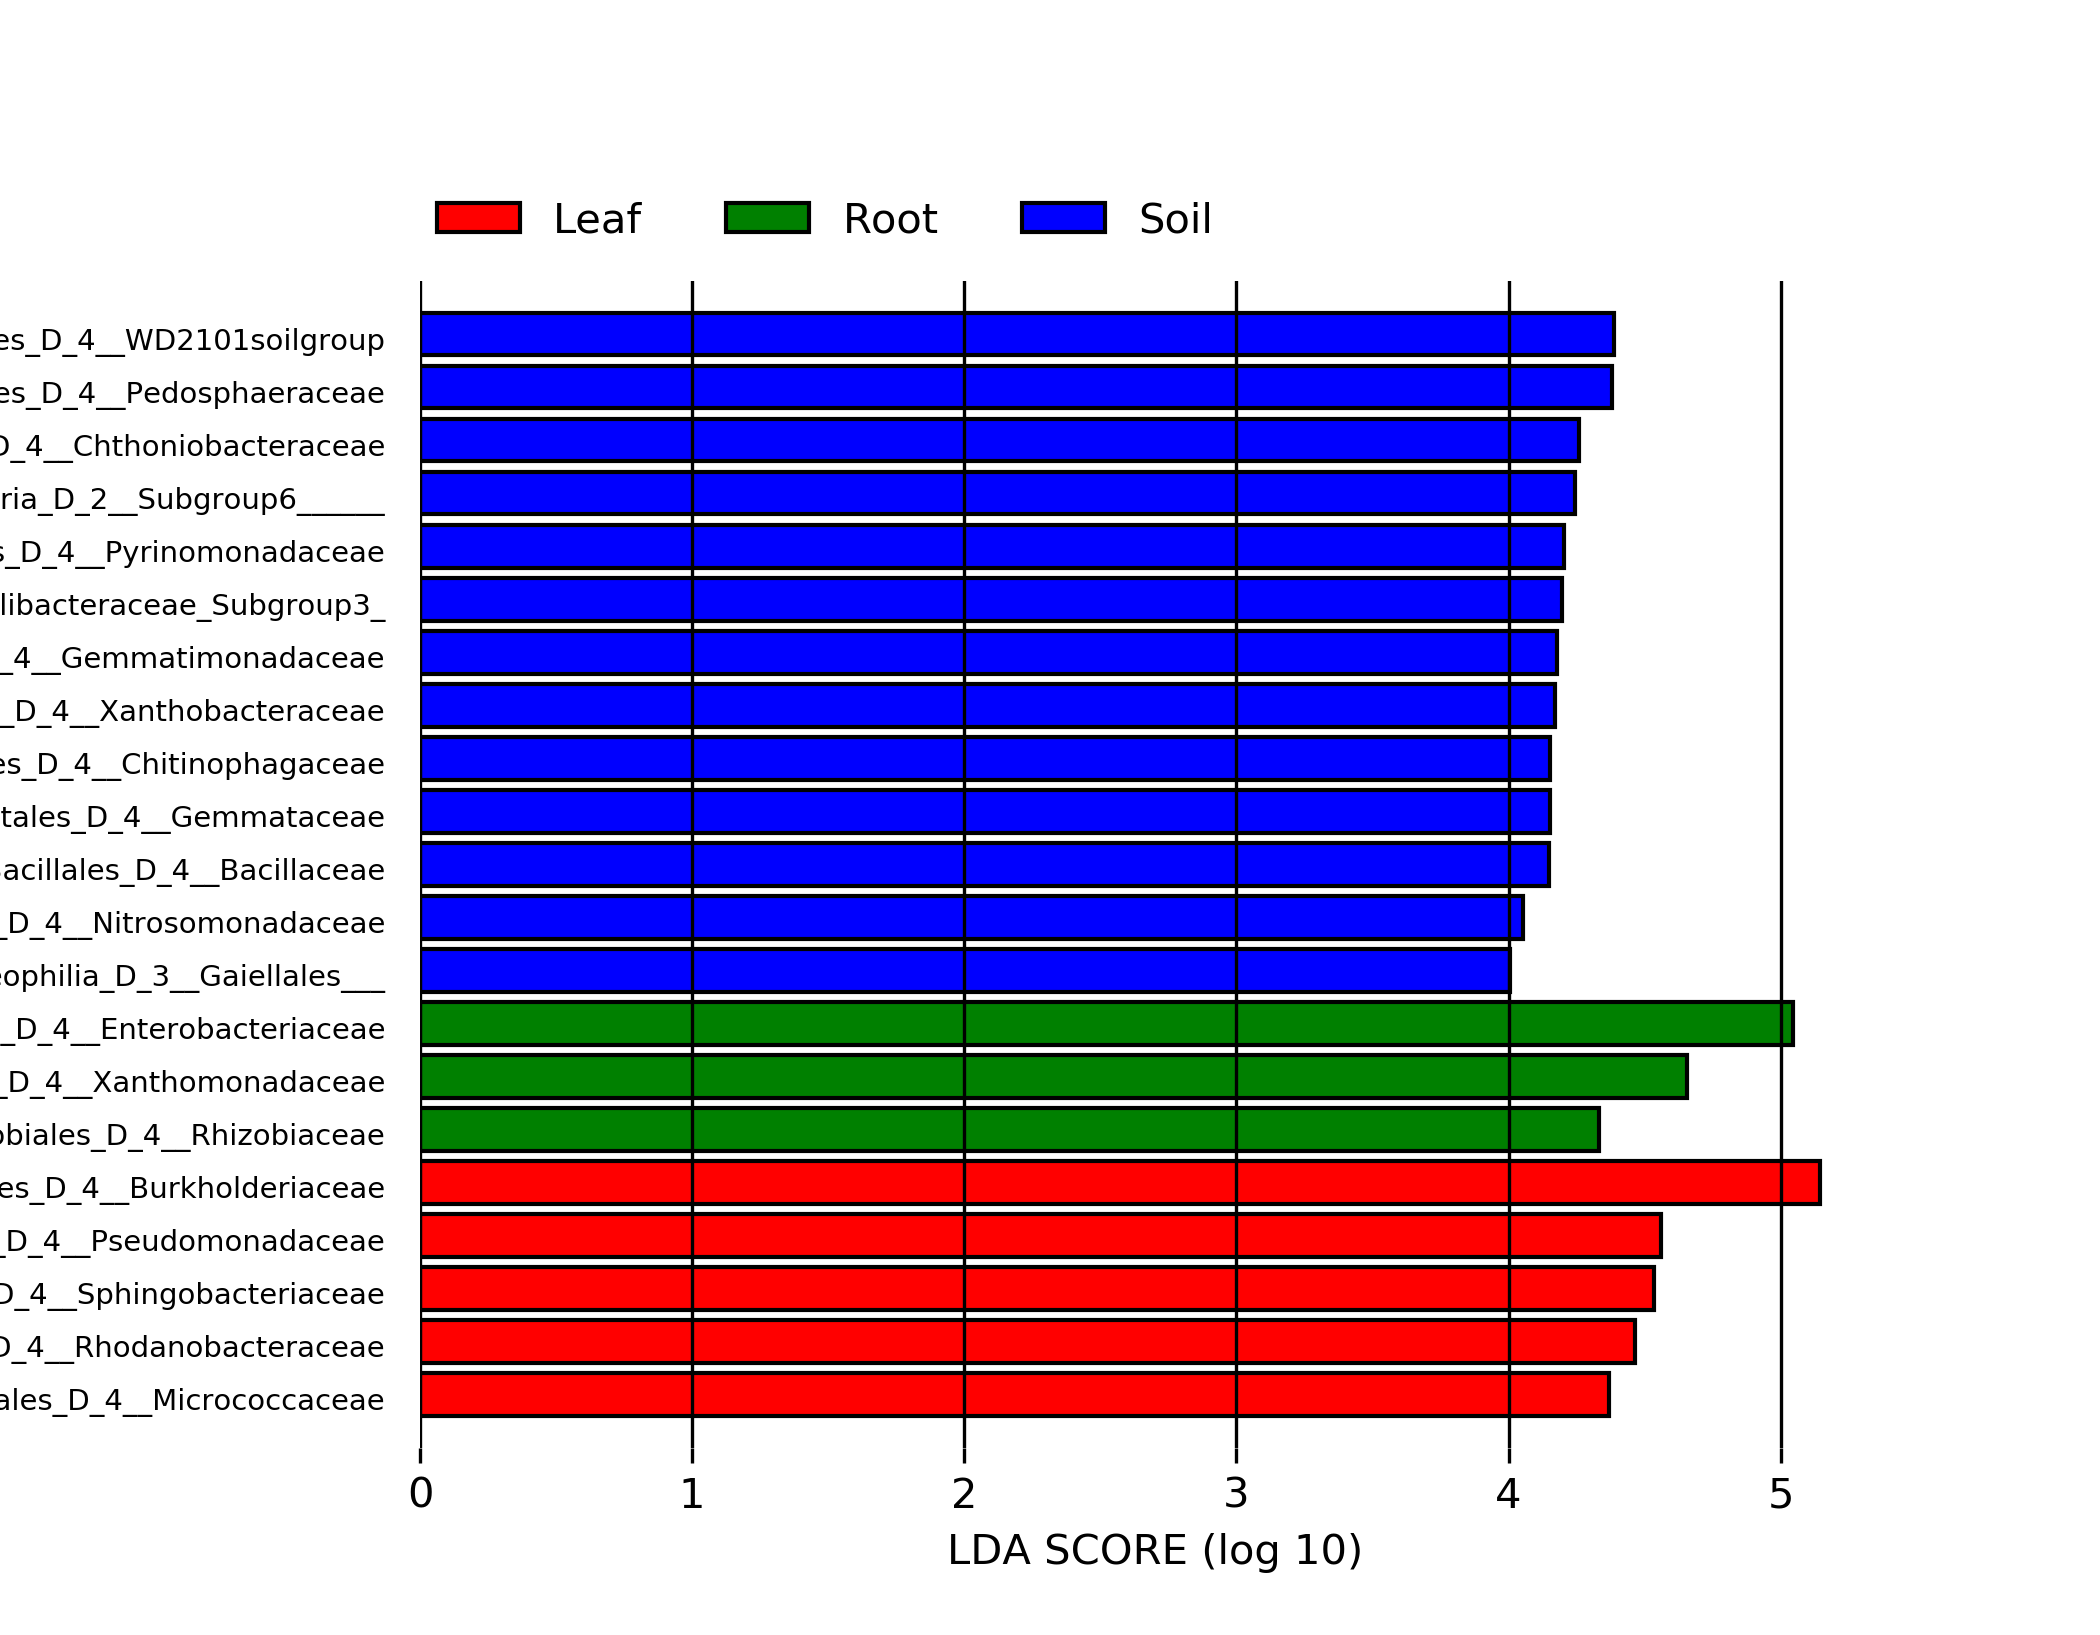 Leaf Root Soil
es_D_4__WD2101soilgroup
es_D_4__Pedosphaeraceae
D_4__Chthoniobacteraceae
ria_D_2__Subgroup6______
s_D_4__Pyrinomonadaceae
libacteraceae_Subgroup3_
_4__Gemmatimonadaceae
_D_4__Xanthobacteraceae
es_D_4__Chitinophagaceae
tales_D_4__Gemmataceae
Bacillales_D_4__Bacillaceae
_D_4__Nitrosomonadaceae
eophilia_D_3__Gaiellales___
_D_4__Enterobacteriaceae
_D_4__Xanthomonadaceae
obiales_D_4__Rhizobiaceae
es_D_4__Burkholderiaceae
_D_4__Pseudomonadaceae
D_4__Sphingobacteriaceae
D_4__Rhodanobacteraceae
ales_D_4__Micrococcaceae
0 1 2 3 4 5
LDA SCORE (log 10)